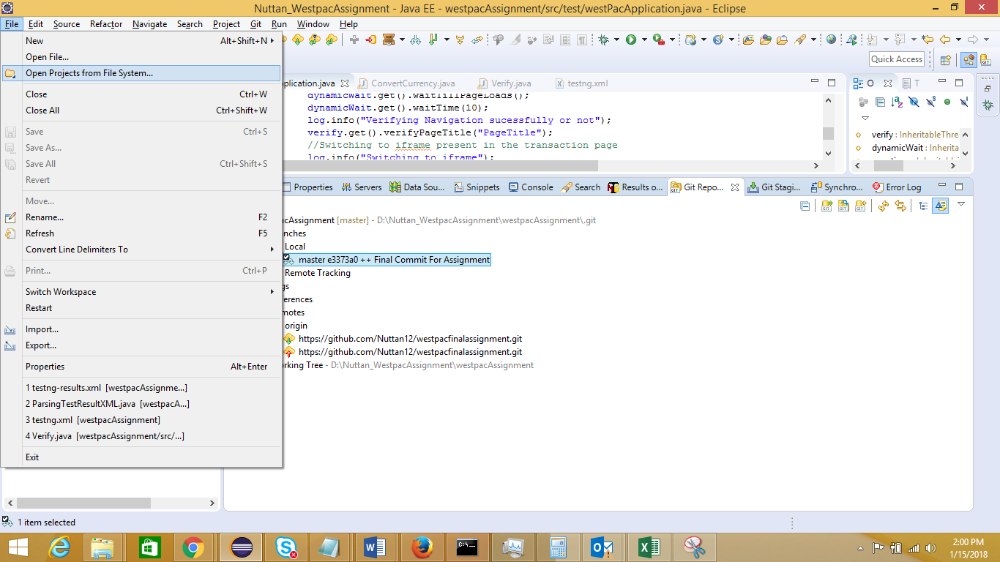 Nuttan_WestpacAssignment - Java EE - westpacAssignment/src/test/westPacApplication.java - Eclipse
File Edit Source Refactor Navigate Search Project Git Run Window Help
New Alt+Shift+N
Open File...
Open Projects from File System...
Close Ctrl+W
Close All Ctrl+Shift+W
Save Ctrl+S
Save As...
Save All Ctrl+Shift+S
Revert
Move...
Rename... F2
Refresh F5
Convert Line Delimiters To
Print... Ctrl+P
Switch Workspace
Restart
Import...
Export...
Properties Alt+Enter
1 testng-results.xml [westpacAssignme...]
2 ParsingTestResultXML.java [westpacA...]
3 testng.xml [westpacAssignment]
4 Verify.java [westpacAssignment/src/...]
Exit
Quick Access
pplication.java ConvertCurrency.java Verify.java testng.xml
dynamicWait.get().waitTillPageLoads();
dynamicWait.get().waitTime(10);
log.info("Verifying Navigation sucessfully or not");
verify.get().verifyPageTitle("PageTitle");
//Switching to iframe present in the transaction page
log.info("Switching to iframe");
O T
verify : InheritableThre
dynamicWait : Inherita
Properties Servers Data Sou... Snippets Console Search Results o... Git Repo... Git Stagi... Synchro... Error Log
acAssignment [master] - D:\Nuttan_WestpacAssignment\westpacAssignment\.git
nches
Local
master e3373a0 ++ Final Commit For Assignment
Remote Tracking
gs
ferences
motes
origin
https://github.com/Nuttan12/westpacfinalassignment.git
https://github.com/Nuttan12/westpacfinalassignment.git
rking Tree - D:\Nuttan_WestpacAssignment\westpacAssignment
1 item selected
2:00 PM
1/15/2018